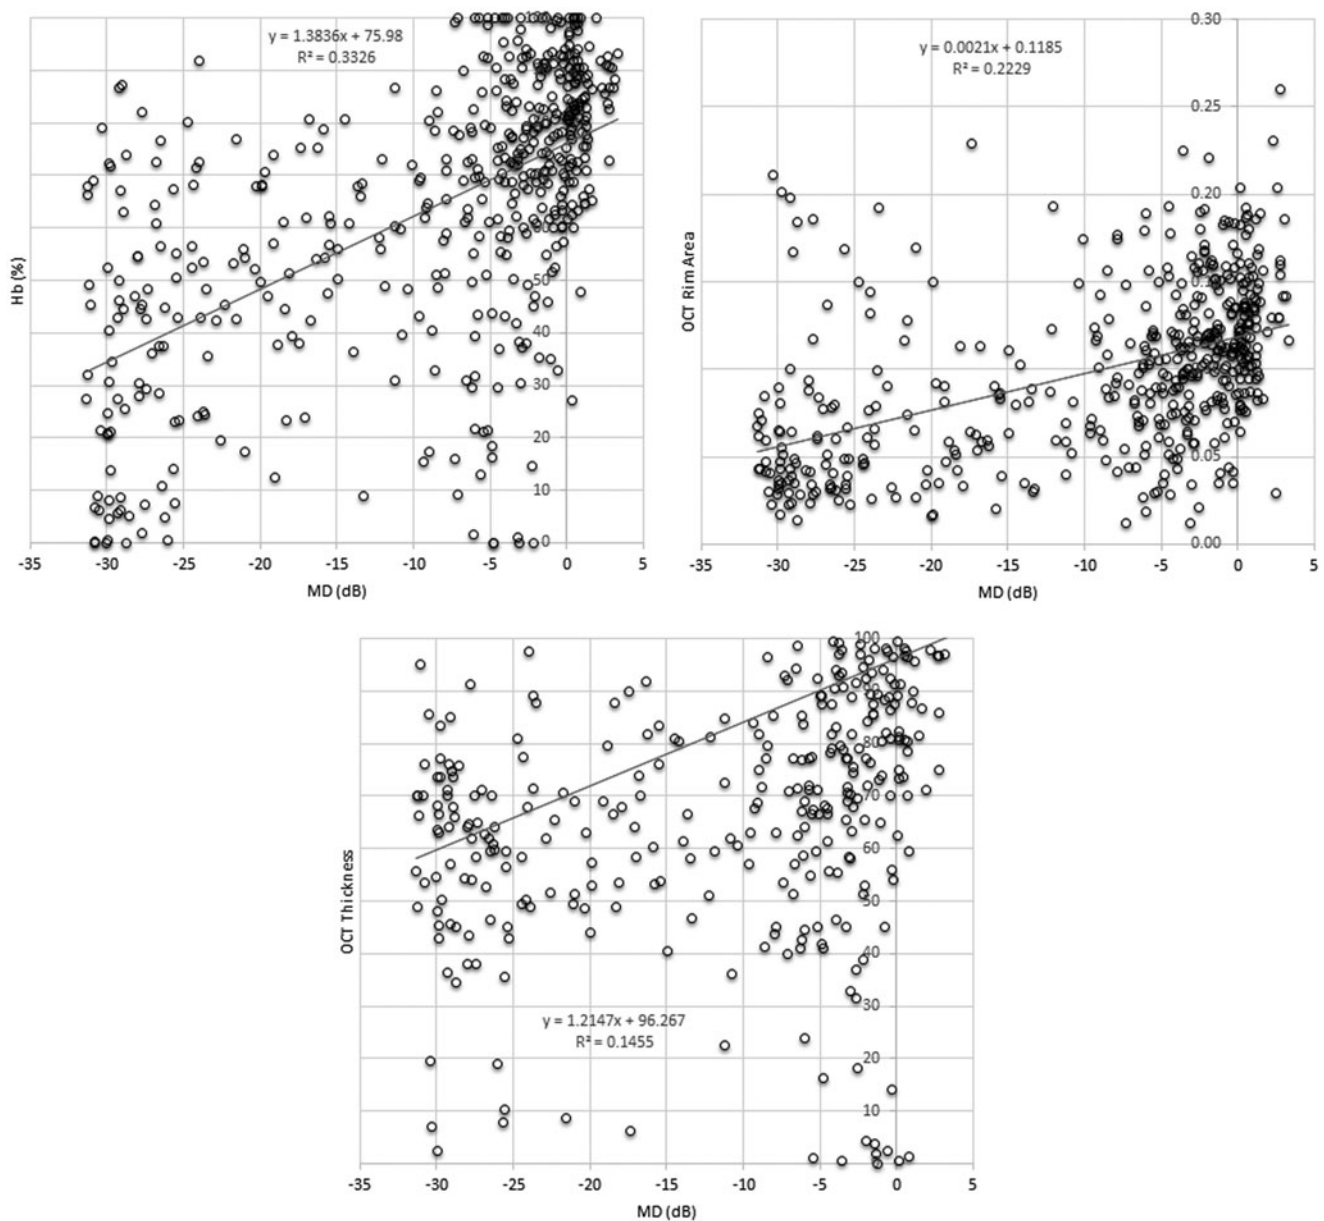 y = 1.3836x + 75.98
R² = 0.3326
50
40
30
20
10
0
Hb (%)
-35 -30 -25 -20 -15 -10 -5 0 5
MD (dB)
0.30
y = 0.0021x + 0.1185
R² = 0.2229
0.25
0.20
0.05
0.00
OCT Rim Area
-35 -30 -25 -20 -15 -10 -5 0 5
MD (dB)
100
80
70
60
50
40
30
20
10
OCT Thickness
y = 1.2147x + 96.267
R² = 0.1455
-35 -30 -25 -20 -15 -10 -5 0 5
MD (dB)